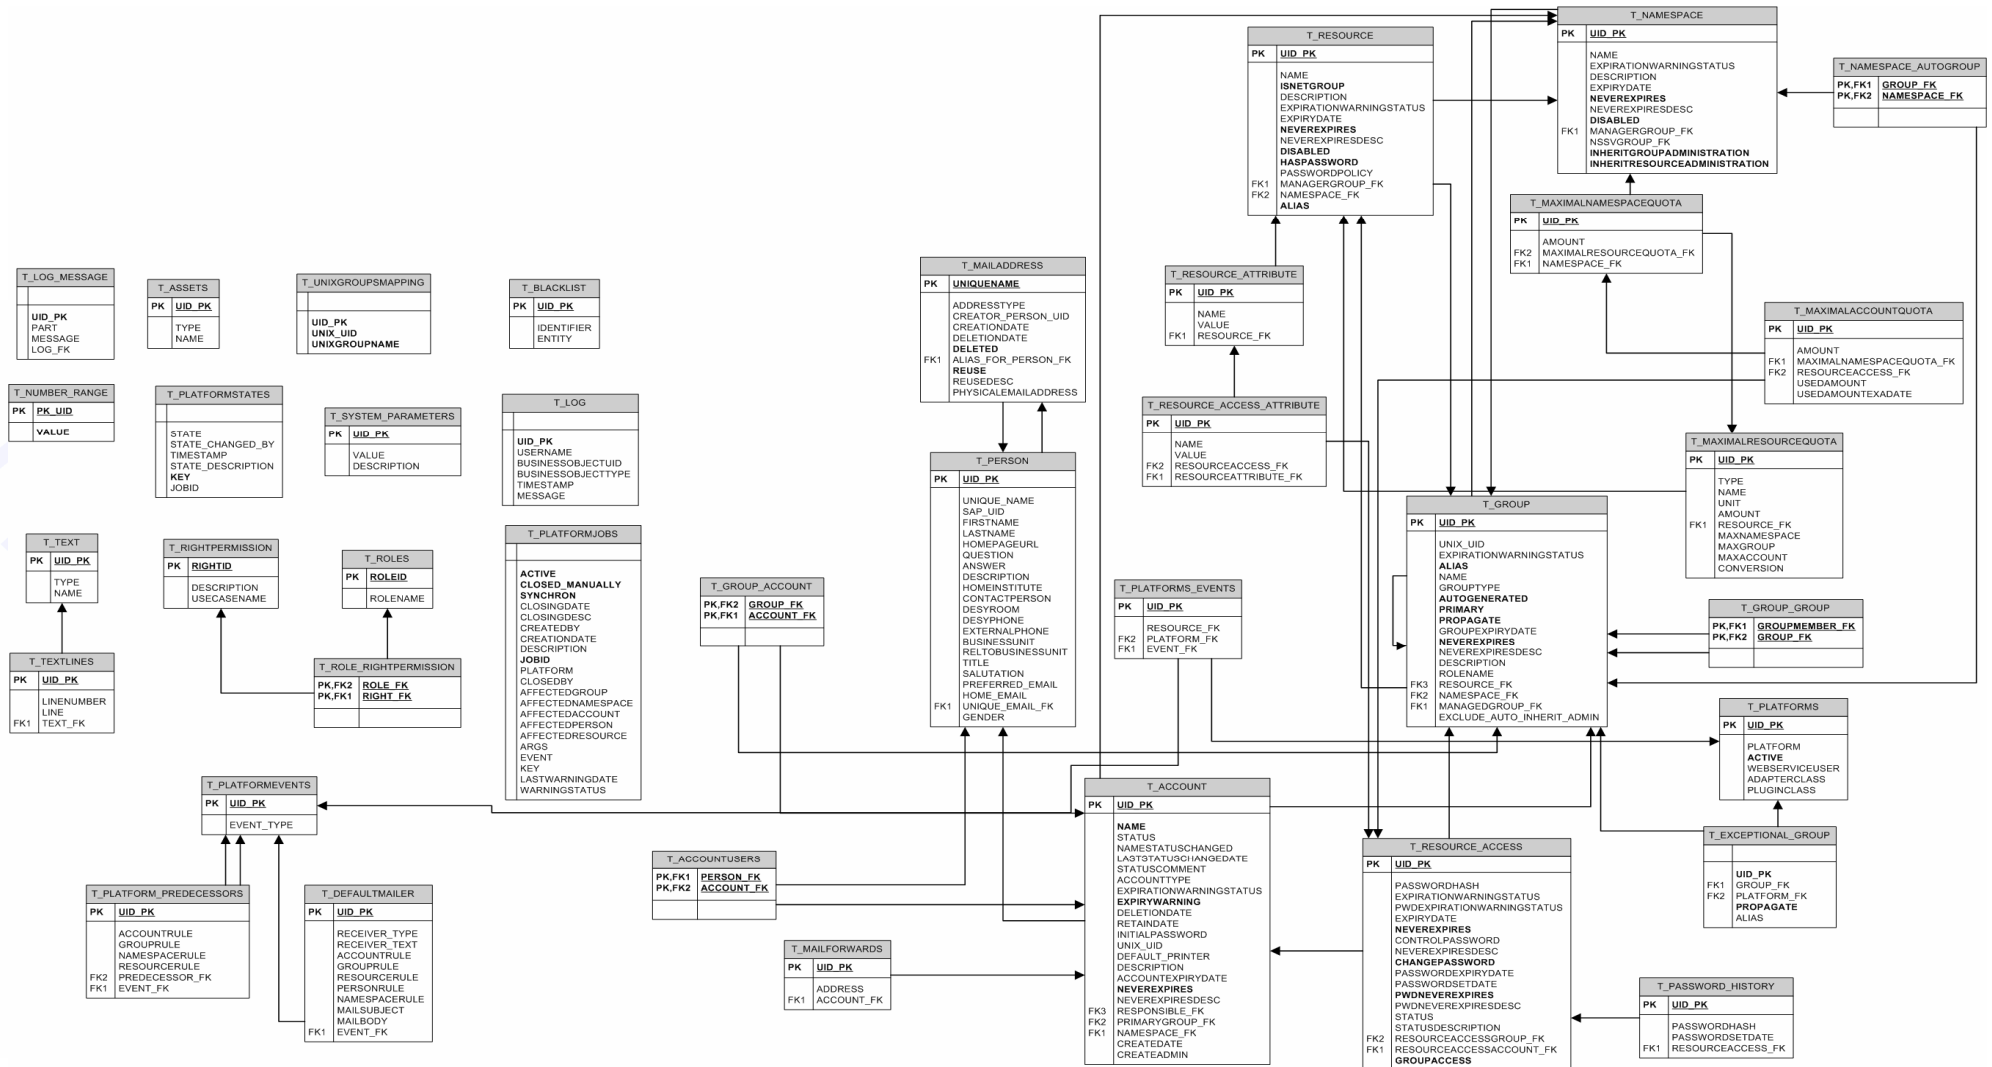 T_NAMESPACE
PK UID_PK
NAME
EXPIRATIONWARNINGSTATUS
DESCRIPTION
EXPIRYDATE
NEVEREXPIRES
NEVEREXPIRESDESC
DISABLED
FK1 MANAGERGROUP_FK
NSSVGROUP_FK
INHERITGROUPADMINISTRATION
INHERITRESOURCEADMINISTRATION
T_RESOURCE
PK UID_PK
NAME
ISNETGROUP
DESCRIPTION
EXPIRATIONWARNINGSTATUS
EXPIRYDATE
NEVEREXPIRES
NEVEREXPIRESDESC
DISABLED
HASPASSWORD
PASSWORDPOLICY
FK1 MANAGERGROUP_FK
FK2 NAMESPACE_FK
ALIAS
T_NAMESPACE_AUTOGROUP
PK,FK1 GROUP_FK
PK,FK2 NAMESPACE_FK
T_MAXIMALNAMESPACEQUOTA
PK UID_PK
AMOUNT
FK2 MAXIMALRESOURCEQUOTA_FK
FK1 NAMESPACE_FK
T_LOG_MESSAGE
UID_PK
PART
MESSAGE
LOG_FK
T_ASSETS
PK UID_PK
TYPE
NAME
T_UNIXGROUPSMAPPING
UID_PK
UNIX_UID
UNIXGROUPNAME
T_BLACKLIST
PK UID_PK
IDENTIFIER
ENTITY
T_MAILADDRESS
PK UNIQUENAME
ADDRESSTYPE
CREATOR_PERSON_UID
CREATIONDATE
DELETIONDATE
DELETED
FK1 ALIAS_FOR_PERSON_FK
REUSE
REUSEDESC
PHYSICALEMAILADDRESS
T_RESOURCE_ATTRIBUTE
PK UID_PK
NAME
VALUE
FK1 RESOURCE_FK
T_MAXIMALACCOUNTQUOTA
PK UID_PK
AMOUNT
FK1 MAXIMALNAMESPACEQUOTA_FK
FK2 RESOURCEACCESS_FK
USEDAMOUNT
USEDAMOUNTEXADATE
T_NUMBER_RANGE
PK PK_UID
VALUE
T_PLATFORMSTATES
STATE
STATE_CHANGED_BY
TIMESTAMP
STATE_DESCRIPTION
KEY
JOBID
T_SYSTEM_PARAMETERS
PK UID_PK
VALUE
DESCRIPTION
T_LOG
UID_PK
USERNAME
BUSINESSOBJECTUID
BUSINESSOBJECTTYPE
TIMESTAMP
MESSAGE
T_RESOURCE_ACCESS_ATTRIBUTE
PK UID_PK
NAME
VALUE
FK2 RESOURCEACCESS_FK
FK1 RESOURCEATTRIBUTE_FK
T_MAXIMALRESOURCEQUOTA
PK UID_PK
TYPE
NAME
UNIT
AMOUNT
FK1 RESOURCE_FK
MAXNAMESPACE
MAXGROUP
MAXACCOUNT
CONVERSION
T_PERSON
PK UID_PK
UNIQUE_NAME
SAP_UID
FIRSTNAME
LASTNAME
HOMEPAGEURL
QUESTION
ANSWER
DESCRIPTION
HOMEINSTITUTE
CONTACTPERSON
DESYROOM
DESYPHONE
EXTERNALPHONE
BUSINESSUNIT
RELTOBUSINESSUNIT
TITLE
SALUTATION
PREFERRED_EMAIL
HOME_EMAIL
FK1 UNIQUE_EMAIL_FK
GENDER
T_GROUP
PK UID_PK
UNIX_UID
EXPIRATIONWARNINGSTATUS
ALIAS
NAME
GROUPTYPE
AUTOGENERATED
PRIMARY
PROPAGATE
GROUPEXPIRYDATE
NEVEREXPIRES
NEVEREXPIRESDESC
DESCRIPTION
ROLENAME
FK3 RESOURCE_FK
FK2 NAMESPACE_FK
FK1 MANAGEDGROUP_FK
EXCLUDE_AUTO_INHERIT_ADMIN
T_TEXT
PK UID_PK
TYPE
NAME
T_RIGHTPERMISSION
PK RIGHTID
DESCRIPTION
USECASENAME
T_ROLES
PK ROLEID
ROLENAME
T_PLATFORMJOBS
ACTIVE
CLOSED_MANUALLY
SYNCHRON
CLOSINGDATE
CLOSINGDESC
CREATEDBY
CREATIONDATE
DESCRIPTION
JOBID
PLATFORM
CLOSEDBY
AFFECTEDGROUP
AFFECTEDNAMESPACE
AFFECTEDACCOUNT
AFFECTEDPERSON
AFFECTEDRESOURCE
ARGS
EVENT
KEY
LASTWARNINGDATE
WARNINGSTATUS
T_GROUP_ACCOUNT
PK,FK2 GROUP_FK
PK,FK1 ACCOUNT_FK
T_PLATFORMS_EVENTS
PK UID_PK
RESOURCE_FK
FK2 PLATFORM_FK
FK1 EVENT_FK
T_GROUP_GROUP
PK,FK1 GROUPMEMBER_FK
PK,FK2 GROUP_FK
T_TEXTLINES
PK UID_PK
LINENUMBER
LINE
FK1 TEXT_FK
T_ROLE_RIGHTPERMISSION
PK,FK2 ROLE_FK
PK,FK1 RIGHT_FK
T_PLATFORMS
PK UID_PK
PLATFORM
ACTIVE
WEBSERVICEUSER
ADAPTERCLASS
PLUGINCLASS
T_PLATFORMEVENTS
PK UID_PK
EVENT_TYPE
T_ACCOUNT
PK UID_PK
NAME
STATUS
NAMESTATUSCHANGED
LASTSTATUSCHANGEDATE
STATUSCOMMENT
ACCOUNTTYPE
EXPIRATIONWARNINGSTATUS
EXPIRYWARNING
DELETIONDATE
RETAINDATE
INITIALPASSWORD
UNIX_UID
DEFAULT_PRINTER
DESCRIPTION
ACCOUNTEXPIRYDATE
NEVEREXPIRES
NEVEREXPIRESDESC
FK3 RESPONSIBLE_FK
FK2 PRIMARYGROUP_FK
FK1 NAMESPACE_FK
CREATEDATE
CREATEADMIN
T_EXCEPTIONAL_GROUP
UID_PK
FK1 GROUP_FK
FK2 PLATFORM_FK
PROPAGATE
ALIAS
T_RESOURCE_ACCESS
PK UID_PK
PASSWORDHASH
EXPIRATIONWARNINGSTATUS
PWDEXPIRATIONWARNINGSTATUS
EXPIRYDATE
NEVEREXPIRES
CONTROLPASSWORD
NEVEREXPIRESDESC
CHANGEPASSWORD
PASSWORDEXPIRYDATE
PASSWORDSETDATE
PWDNEVEREXPIRES
PWDNEVEREXPIRESDESC
STATUS
STATUSDESCRIPTION
FK2 RESOURCEACCESSGROUP_FK
FK1 RESOURCEACCESSACCOUNT_FK
GROUPACCESS
T_ACCOUNTUSERS
PK,FK1 PERSON_FK
PK,FK2 ACCOUNT_FK
T_PLATFORM_PREDECESSORS
PK UID_PK
ACCOUNTRULE
GROUPRULE
NAMESPACERULE
RESOURCERULE
FK2 PREDECESSOR_FK
FK1 EVENT_FK
T_DEFAULTMAILER
PK UID_PK
RECEIVER_TYPE
RECEIVER_TEXT
ACCOUNTRULE
GROUPRULE
RESOURCERULE
PERSONRULE
NAMESPACERULE
MAILSUBJECT
MAILBODY
FK1 EVENT_FK
T_MAILFORWARDS
PK UID_PK
ADDRESS
FK1 ACCOUNT_FK
T_PASSWORD_HISTORY
PK UID_PK
PASSWORDHASH
PASSWORDSETDATE
FK1 RESOURCEACCESS_FK